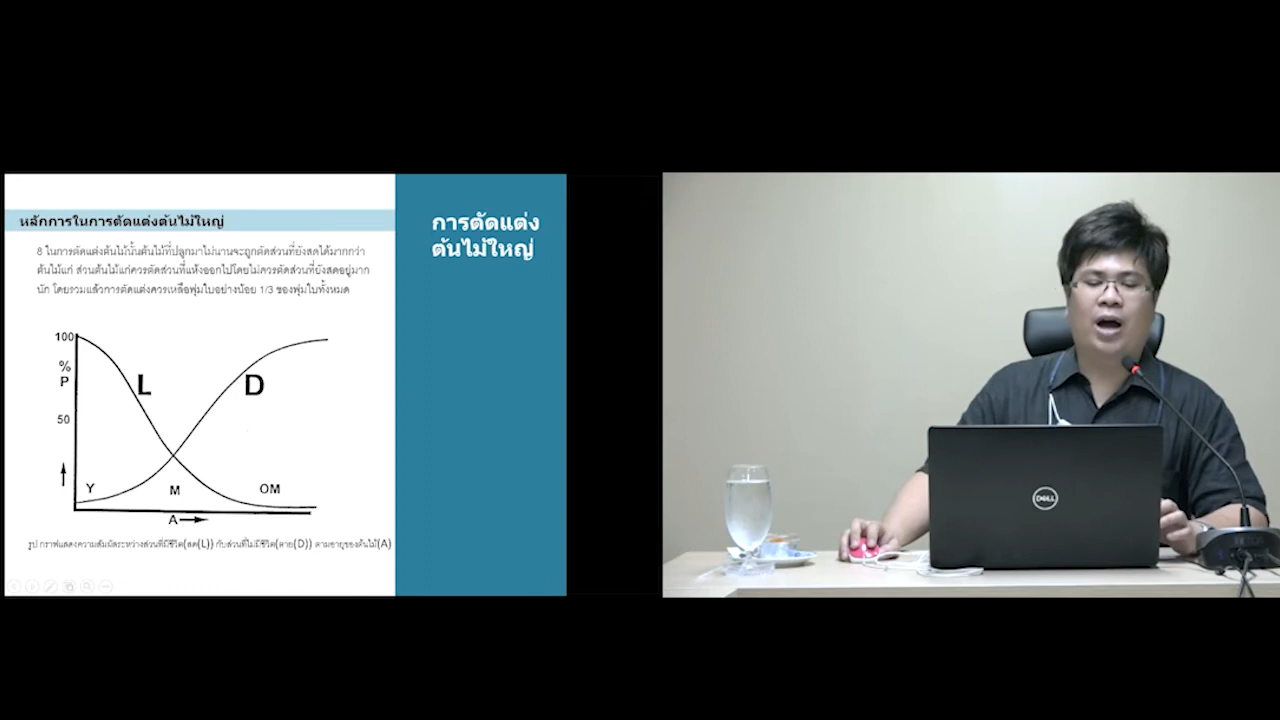 หลักการในการตัดแต่งต้นไม้ใหญ่
8 ในการตัดแต่งต้นไม้นั้นต้นไม้ที่ปลูกมาไม่นานจะถูกตัดส่วนที่ยังสดได้มากกว่า
ต้นไม้แก่ ส่วนต้นไม้แก่ควรตัดส่วนที่แห้งออกไปโดยไม่ควรตัดส่วนที่ยังสดอยู่มาก
นัก โดยรวมแล้วการตัดแต่งควรเหลือพุ่มใบอย่างน้อย 1/3 ของพุ่มใบทั้งหมด
100
%
P
L
D
50
Y
M
OM
A
รูป กราฟแสดงความสัมพัธระหว่างส่วนที่มีชีวิต(สด(L)) กับส่วนที่ไม่มีชีวิต(ตาย(D)) ตามอายุของต้นไม้(A)
การตัดแต่ง
ต้นไม้ใหญ่
DELL